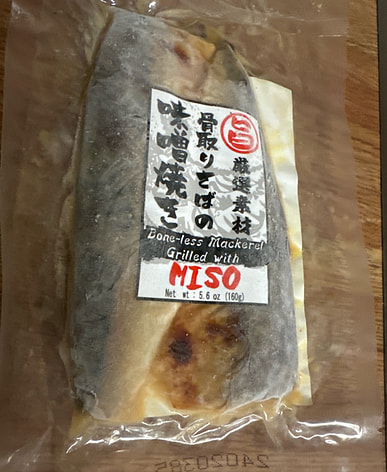 旨
厳選素材
骨取りさばの
味噌焼き
Bone-less Mackerel
Grilled with
MISO
Net wt : 5.6 oz (160g)
24020385